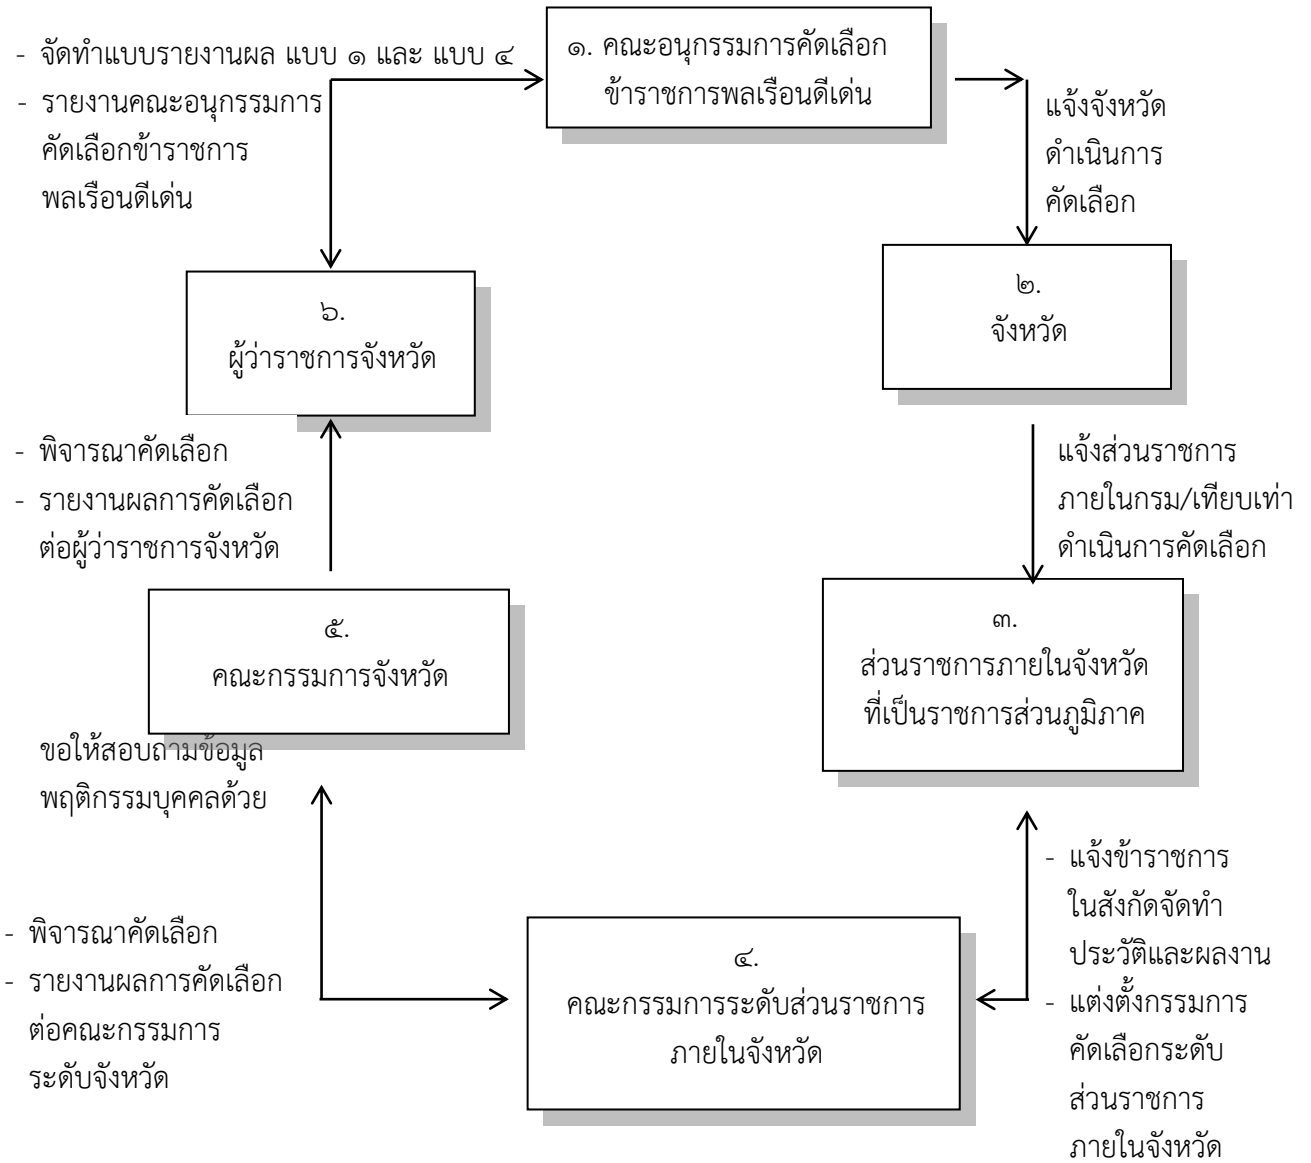 - จัดทำแบบรายงานผล แบบ ๑ และ แบบ ๔
- รายงานคณะอนุกรรมการ
คัดเลือกข้าราชการ
พลเรือนดีเด่น
๑. คณะอนุกรรมการคัดเลือก
ข้าราชการพลเรือนดีเด่น
แจ้งจังหวัด
ดำเนินการ
คัดเลือก
๒.
จังหวัด
แจ้งส่วนราชการ
ภายในกรม/เทียบเท่า
ดำเนินการคัดเลือก
๓.
ส่วนราชการภายในจังหวัด
ที่เป็นราชการส่วนภูมิภาค
- แจ้งข้าราชการ
ในสังกัดจัดทำ
ประวัติและผลงาน
- แต่งตั้งกรรมการ
คัดเลือกระดับ
ส่วนราชการ
ภายในจังหวัด
๔.
คณะกรรมการระดับส่วนราชการ
ภายในจังหวัด
- พิจารณาคัดเลือก
- รายงานผลการคัดเลือก
ต่อคณะกรรมการ
ระดับจังหวัด
๕.
คณะกรรมการจังหวัด
ขอให้สอบถามข้อมูล
พฤติกรรมบุคคลด้วย
- พิจารณาคัดเลือก
- รายงานผลการคัดเลือก
ต่อผู้ว่าราชการจังหวัด
๖.
ผู้ว่าราชการจังหวัด